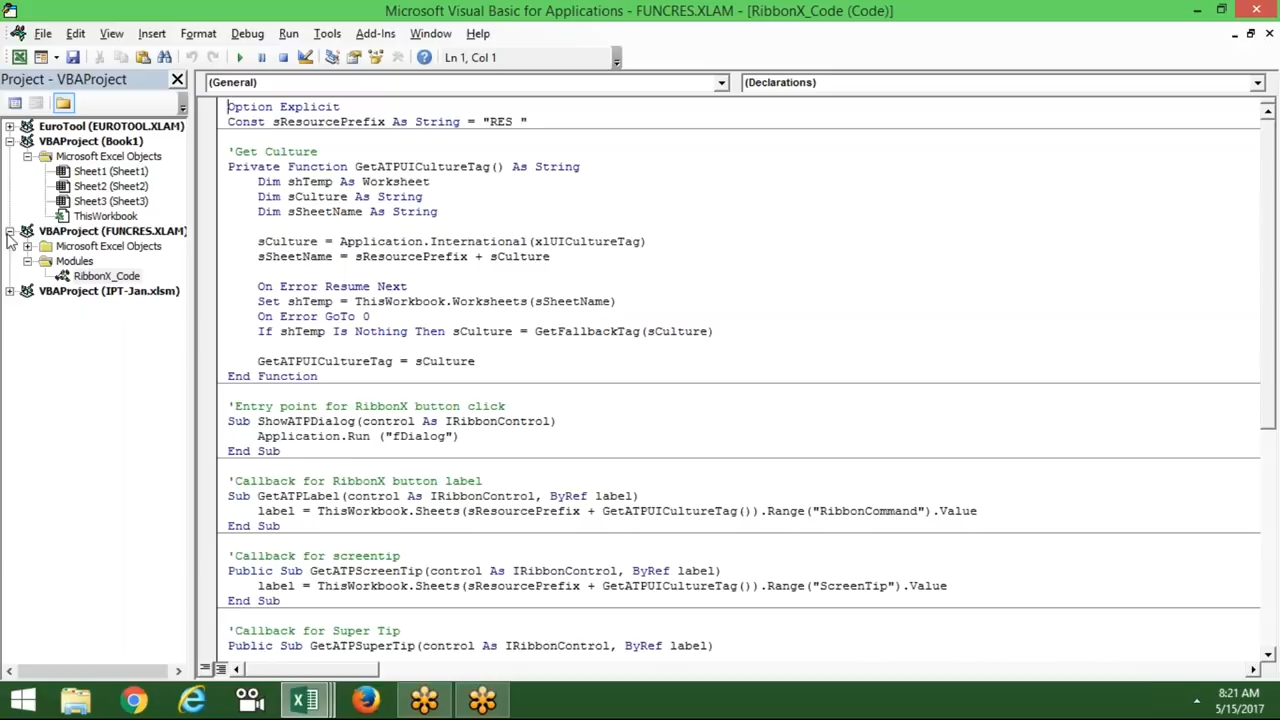 Microsoft Visual Basic for Applications - FUNCRES.XLAM - [RibbonX_Code (Code)]
File Edit View Insert Format Debug Run Tools Add-Ins Window Help
Ln 1, Col 1
Project - VBAProject
(General) (Declarations)
EuroTool (EUROTOOL.XLAM)
VBAProject (Book1)
Microsoft Excel Objects
Sheet1 (Sheet1)
Sheet2 (Sheet2)
Sheet3 (Sheet3)
ThisWorkbook
VBAProject (FUNCRES.XLAM)
Microsoft Excel Objects
Modules
RibbonX_Code
VBAProject (IPT-Jan.xlsm)
Option Explicit
Const sResourcePrefix As String = "RES "
'Get Culture
Private Function GetATPUICultureTag() As String
Dim shTemp As Worksheet
Dim sCulture As String
Dim sSheetName As String
sCulture = Application.International(xlUICultureTag)
sSheetName = sResourcePrefix + sCulture
On Error Resume Next
Set shTemp = ThisWorkbook.Worksheets(sSheetName)
On Error GoTo 0
If shTemp Is Nothing Then sCulture = GetFallbackTag(sCulture)
GetATPUICultureTag = sCulture
End Function
'Entry point for RibbonX button click
Sub ShowATPDialog(control As IRibbonControl)
Application.Run ("fDialog")
End Sub
'Callback for RibbonX button label
Sub GetATPLabel(control As IRibbonControl, ByRef label)
label = ThisWorkbook.Sheets(sResourcePrefix + GetATPUICultureTag()).Range("RibbonCommand").Value
End Sub
'Callback for screentip
Public Sub GetATPScreenTip(control As IRibbonControl, ByRef label)
label = ThisWorkbook.Sheets(sResourcePrefix + GetATPUICultureTag()).Range("ScreenTip").Value
End Sub
'Callback for Super Tip
Public Sub GetATPSuperTip(control As IRibbonControl, ByRef label)
8:21 AM
5/15/2017